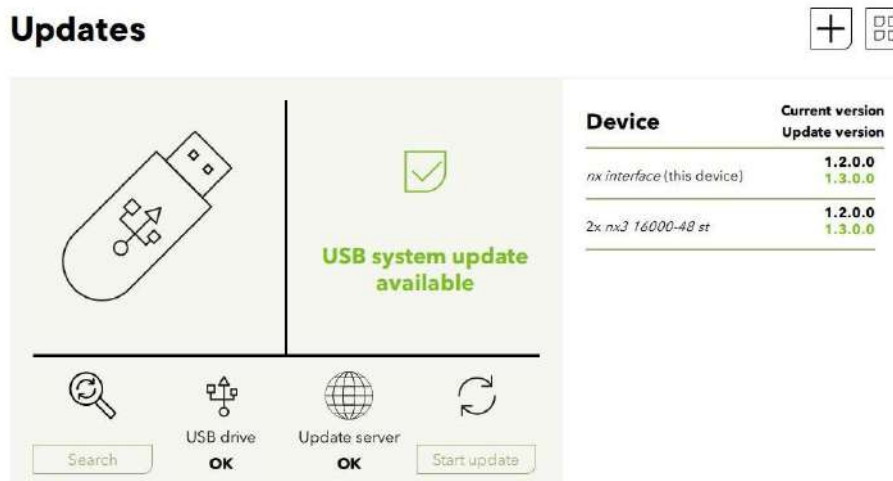 Updates
USB system update
available
Search
USB drive
OK
Update server
OK
Start update
Device
Current version
Update version
nx interface (this device)
1.2.0.0
1.3.0.0
2x nx3 16000-48 st
1.2.0.0
1.3.0.0